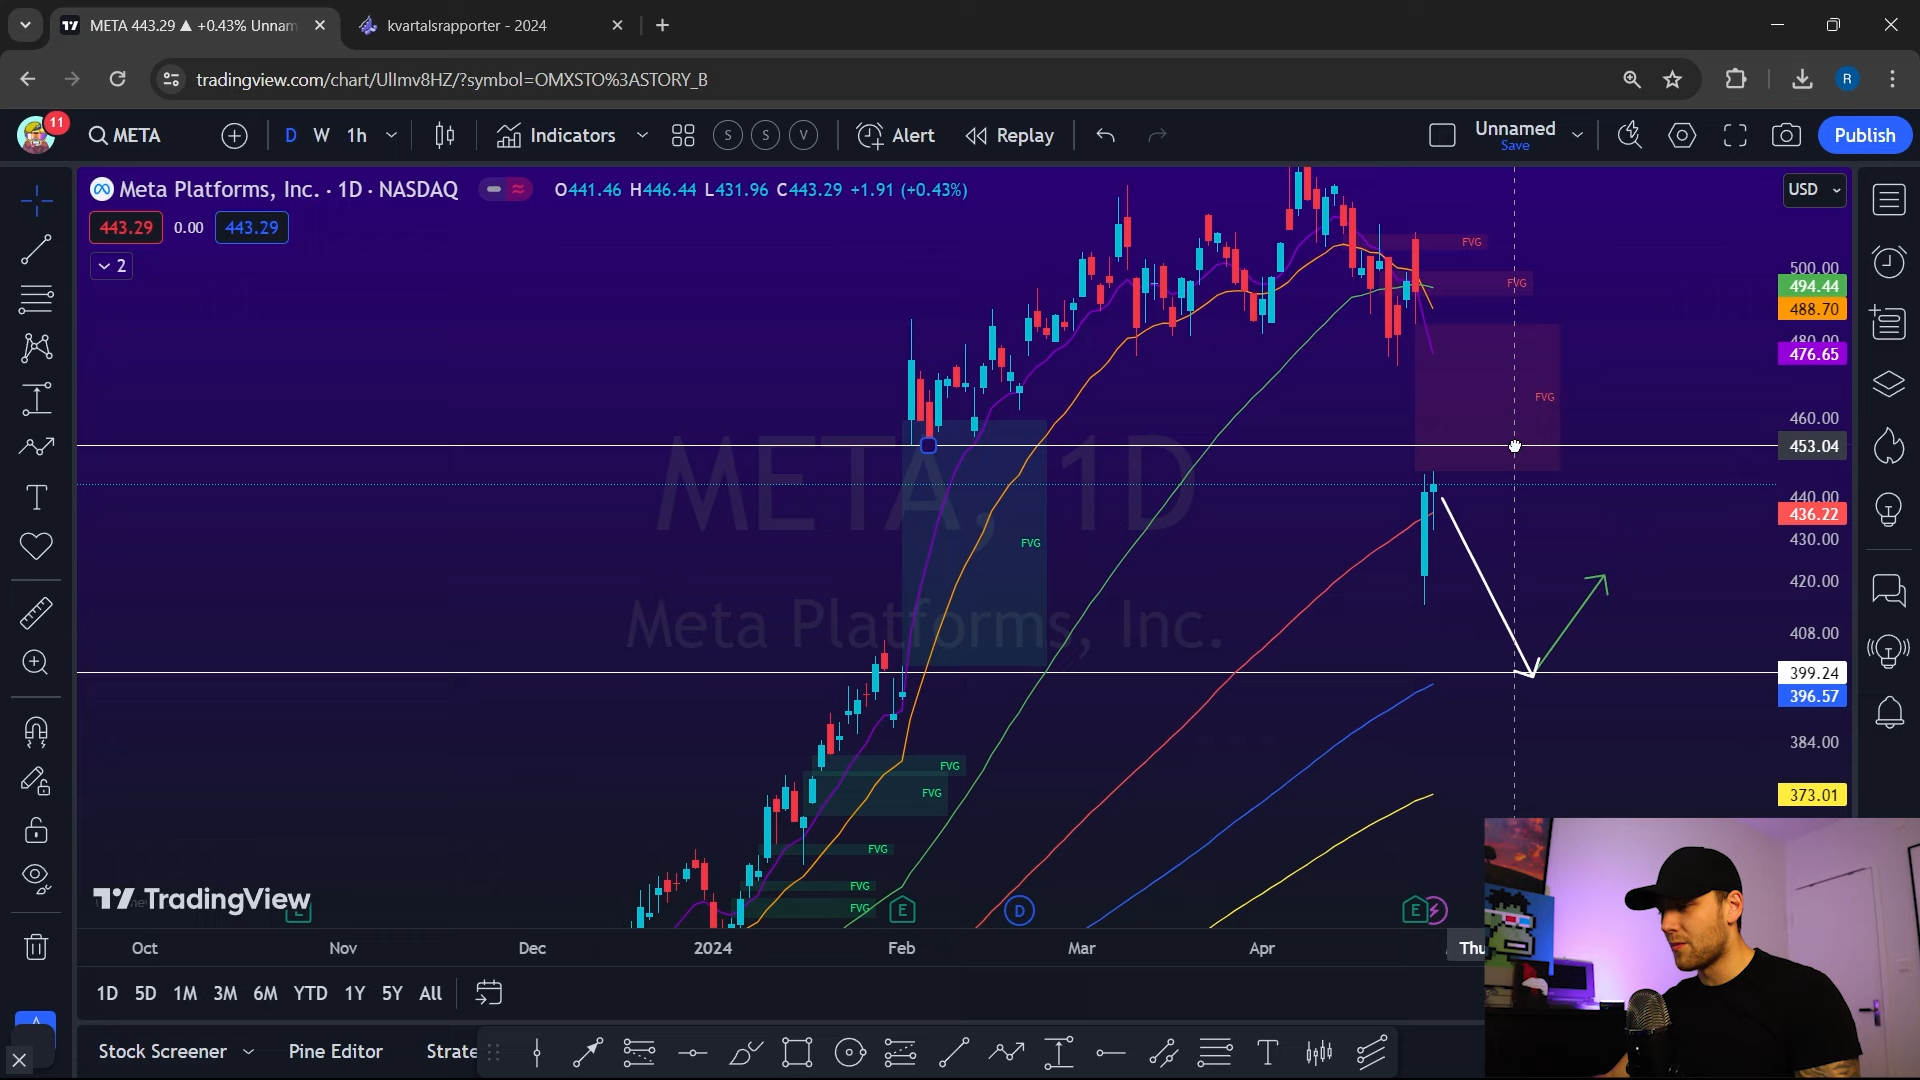 META 443.29 ▲ +0.43% Unnam
kvartalsrapporter - 2024
tradingview.com/chart/UlImv8HZ/?symbol=OMXSTO%3ASTORY_B
R
11
META
D
W
1h
Indicators
S
S
V
Alert
Replay
Unnamed
Save
Publish
Meta Platforms, Inc. · 1D · NASDAQ
O441.46 H446.44 L431.96 C443.29 +1.91 (+0.43%)
USD
443.29
0.00
443.29
2
FVG
FVG
FVG
FVG
FVG
FVG
FVG
FVG
FVG
META, 1D
Meta Platforms, Inc.
500.00
494.44
488.70
480.00
476.65
460.00
453.04
440.00
436.22
430.00
420.00
408.00
399.24
396.57
384.00
373.01
TradingView
E
E
D
E
Oct
Nov
Dec
2024
Feb
Mar
Apr
Thu
1D
5D
1M
3M
6M
YTD
1Y
5Y
All
Stock Screener
Pine Editor
Strate